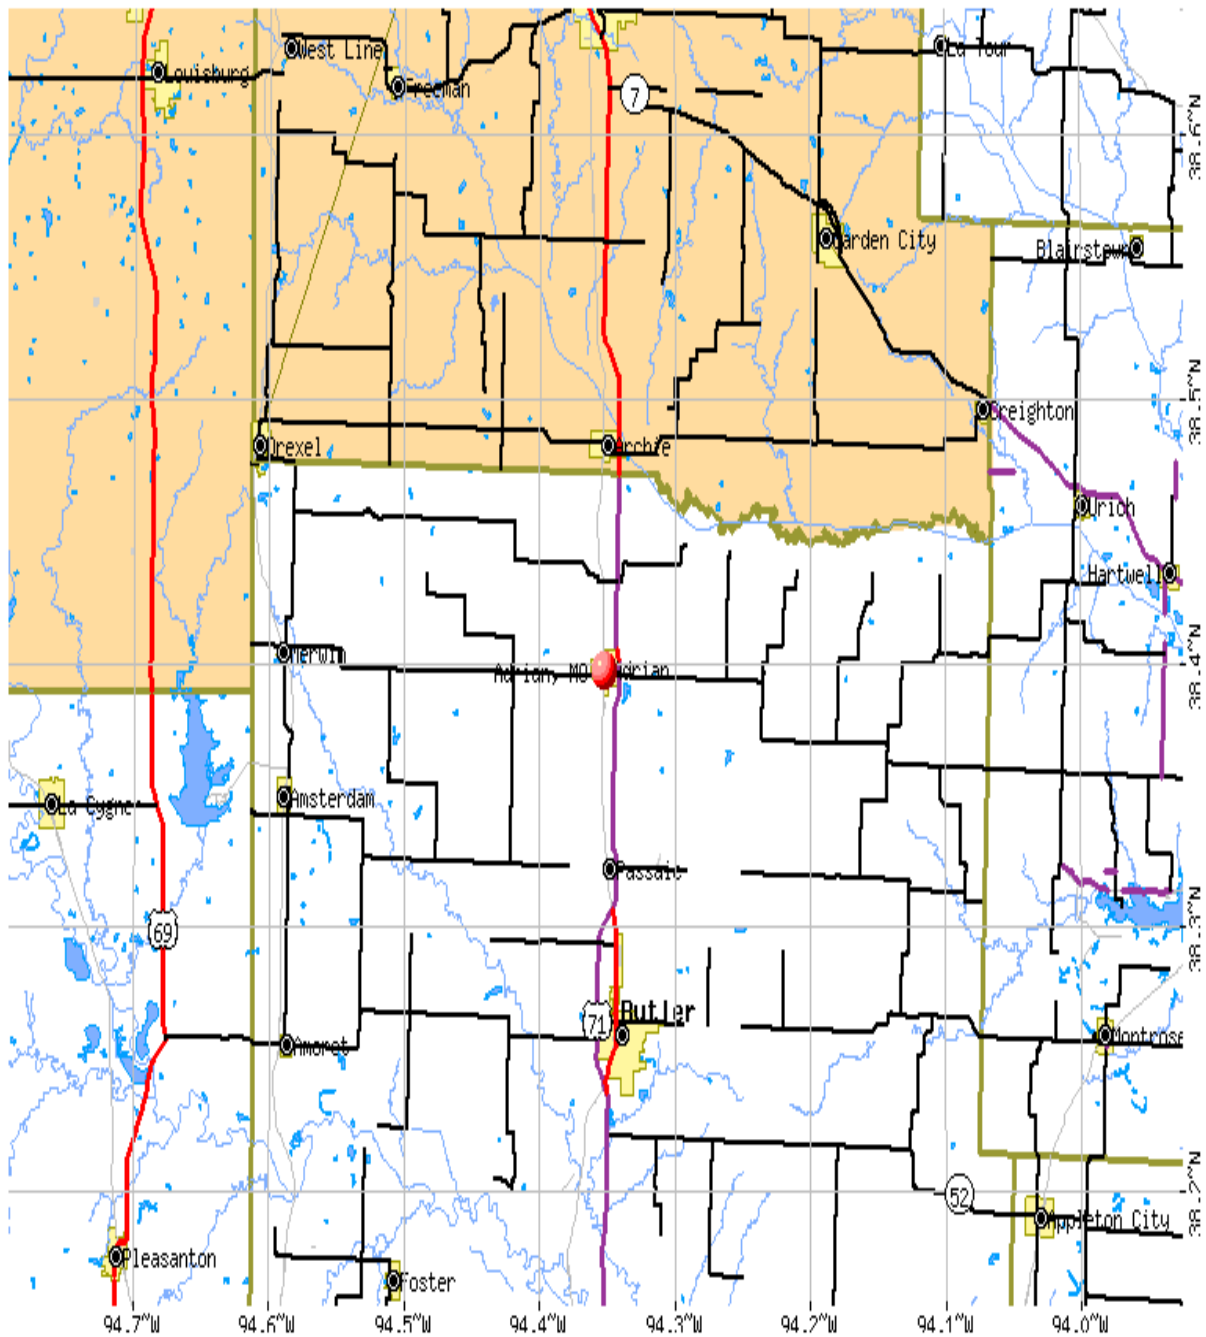 West Line
La Tour
Louisburg
Freeman
7
38.6°N
Garden City
Blairstown
38.5°N
Creighton
Drexel
Archie
Urich
Hartwell
Merwin
Adrian, MO
Adrian
38.4°N
Amsterdam
La Cygne
Passaic
69
38.3°N
Butler
71
Montrose
Amoret
38.2°N
52
Appleton City
Pleasanton
Foster
94.7°W 94.6°W 94.5°W 94.4°W 94.3°W 94.2°W 94.1°W 94.0°W